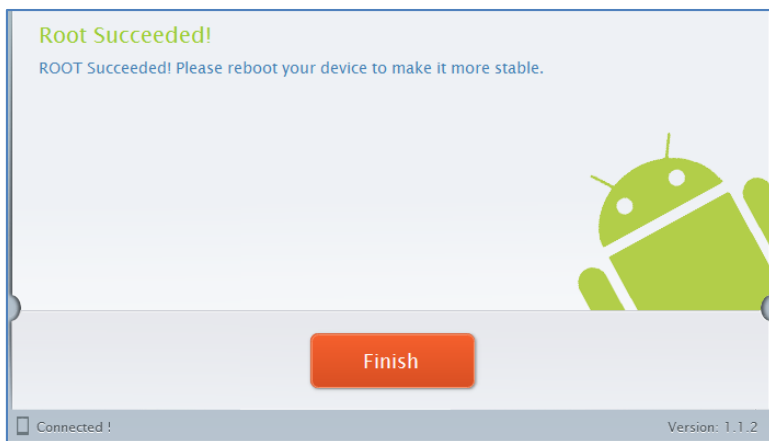 Root Succeeded!
ROOT Succeeded! Please reboot your device to make it more stable.
Finish
Connected !
Version: 1.1.2